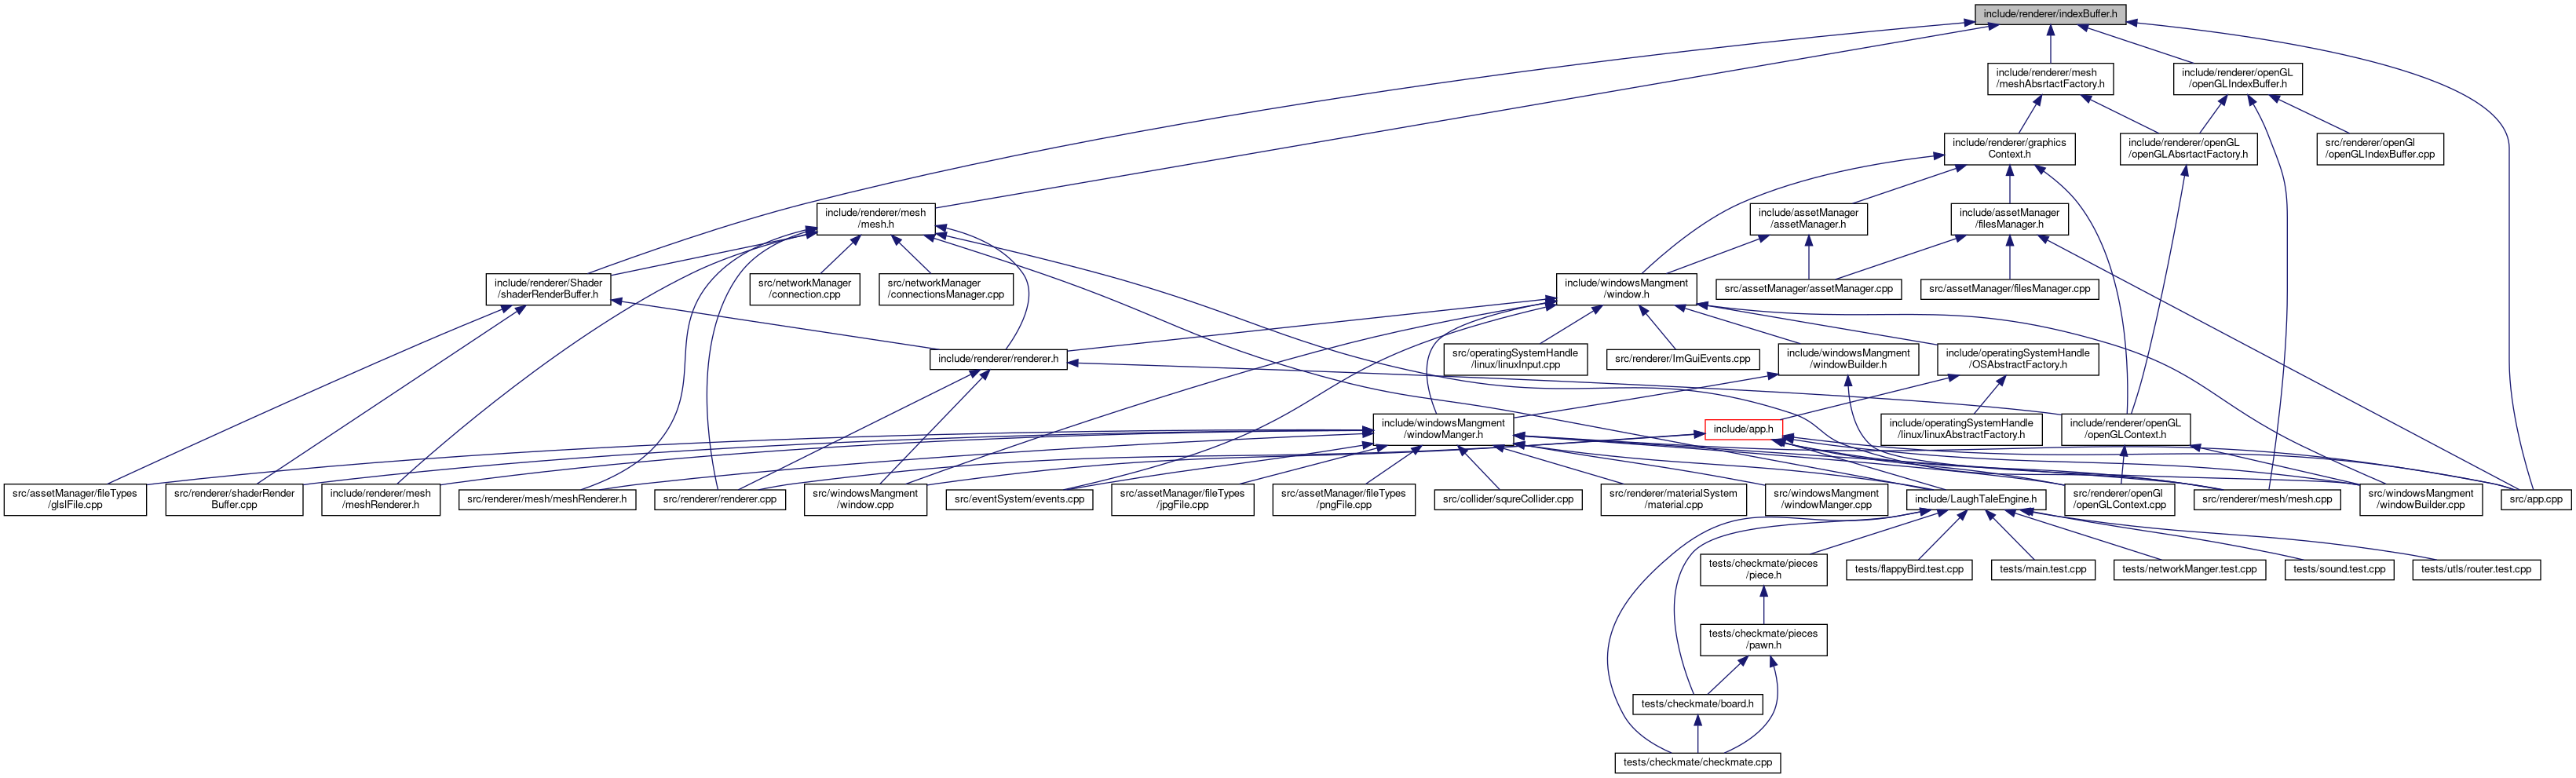 include/renderer/indexBuffer.h
include/renderer/mesh
/meshAbsrtactFactory.h
include/renderer/openGL
/openGLIndexBuffer.h
include/renderer/graphics
Context.h
include/renderer/openGL
/openGLAbsrtactFactory.h
src/renderer/openGl
/openGLIndexBuffer.cpp
include/renderer/mesh
/mesh.h
include/assetManager
/assetManager.h
include/assetManager
/filesManager.h
include/renderer/Shader
/shaderRenderBuffer.h
src/networkManager
/connection.cpp
src/networkManager
/connectionsManager.cpp
include/windowsMangment
/window.h
src/assetManager/assetManager.cpp
src/assetManager/filesManager.cpp
include/renderer/renderer.h
src/operatingSystemHandle
/linux/linuxInput.cpp
src/renderer/ImGuiEvents.cpp
include/windowsMangment
/windowBuilder.h
include/operatingSystemHandle
/OSAbstractFactory.h
include/windowsMangment
/windowManger.h
include/app.h
include/operatingSystemHandle
/linux/linuxAbstractFactory.h
include/renderer/openGL
/openGLContext.h
src/assetManager/fileTypes
/glslFile.cpp
src/renderer/shaderRender
Buffer.cpp
include/renderer/mesh
/meshRenderer.h
src/renderer/mesh/meshRenderer.h
src/renderer/renderer.cpp
src/windowsMangment
/window.cpp
src/eventSystem/events.cpp
src/assetManager/fileTypes
/jpgFile.cpp
src/assetManager/fileTypes
/pngFile.cpp
src/collider/squreCollider.cpp
src/renderer/materialSystem
/material.cpp
src/windowsMangment
/windowManger.cpp
include/LaughTaleEngine.h
src/renderer/openGl
/openGLContext.cpp
src/renderer/mesh/mesh.cpp
src/windowsMangment
/windowBuilder.cpp
src/app.cpp
tests/checkmate/pieces
/piece.h
tests/flappyBird.test.cpp
tests/main.test.cpp
tests/networkManger.test.cpp
tests/sound.test.cpp
tests/utls/router.test.cpp
tests/checkmate/pieces
/pawn.h
tests/checkmate/board.h
tests/checkmate/checkmate.cpp